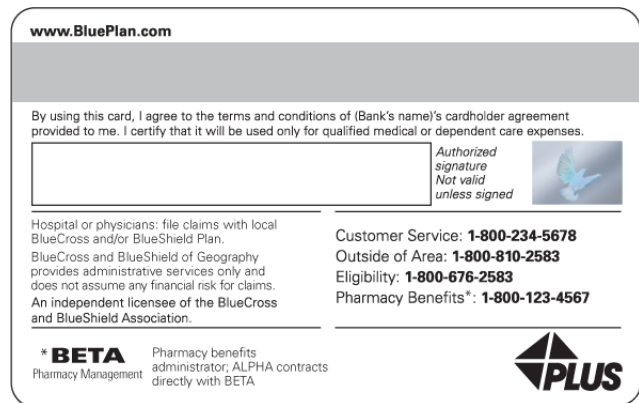 www.BluePlan.com
By using this card, I agree to the terms and conditions of (Bank's name)'s cardholder agreement
provided to me. I certify that it will be used only for qualified medical or dependent care expenses.
Authorized
signature
Not valid
unless signed
Hospital or physicians: file claims with local
BlueCross and/or BlueShield Plan.
BlueCross and BlueShield of Geography
provides administrative services only and
does not assume any financial risk for claims.
An independent licensee of the BlueCross
and BlueShield Association.
Customer Service: 1-800-234-5678
Outside of Area: 1-800-810-2583
Eligibility: 1-800-676-2583
Pharmacy Benefits*: 1-800-123-4567
*BETA
Pharmacy Management
Pharmacy benefits
administrator; ALPHA contracts
directly with BETA
PLUS